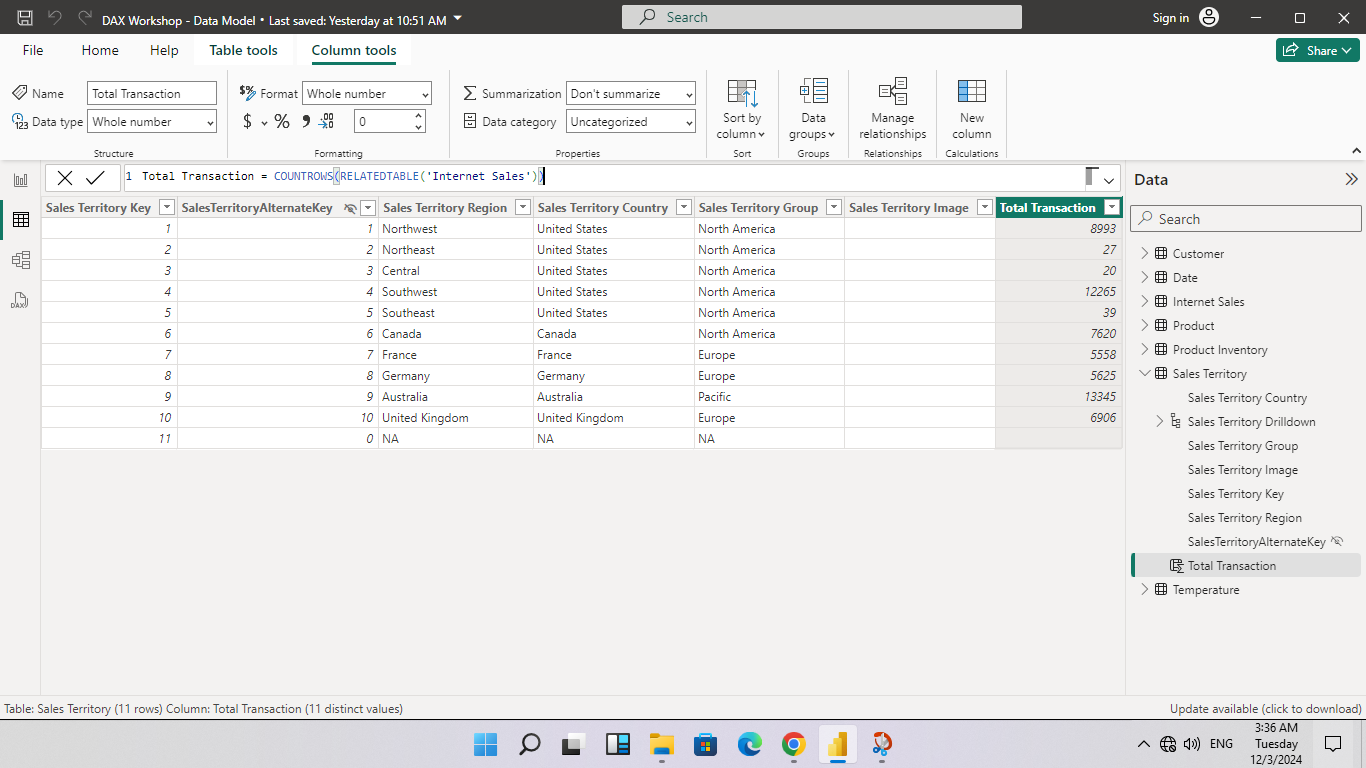 DAX Workshop - Data Model • Last saved: Yesterday at 10:51 AM
Search
Sign in
File Home Help Table tools Column tools
Share
Name Total Transaction
Data type Whole number
Structure
Format Whole number
$ % 0
Formatting
Summarization Don't summarize
Data category Uncategorized
Properties
Sort by
column
Sort
Data
groups
Groups
Manage
relationships
Relationships
New
column
Calculations
1 Total Transaction = COUNTROWS(RELATEDTABLE('Internet Sales'))
Sales Territory Key SalesTerritoryAlternateKey Sales Territory Region Sales Territory Country Sales Territory Group Sales Territory Image Total Transaction
1 1 Northwest United States North America 8993
2 2 Northeast United States North America 27
3 3 Central United States North America 20
4 4 Southwest United States North America 12265
5 5 Southeast United States North America 39
6 6 Canada Canada North America 7620
7 7 France France Europe 5558
8 8 Germany Germany Europe 5625
9 9 Australia Australia Pacific 13345
10 10 United Kingdom United Kingdom Europe 6906
11 0 NA NA NA
Data
Search
Customer
Date
Internet Sales
Product
Product Inventory
Sales Territory
Sales Territory Country
Sales Territory Drilldown
Sales Territory Group
Sales Territory Image
Sales Territory Key
Sales Territory Region
SalesTerritoryAlternateKey
Total Transaction
Temperature
Table: Sales Territory (11 rows) Column: Total Transaction (11 distinct values)
Update available (click to download)
ENG
3:36 AM
Tuesday
12/3/2024